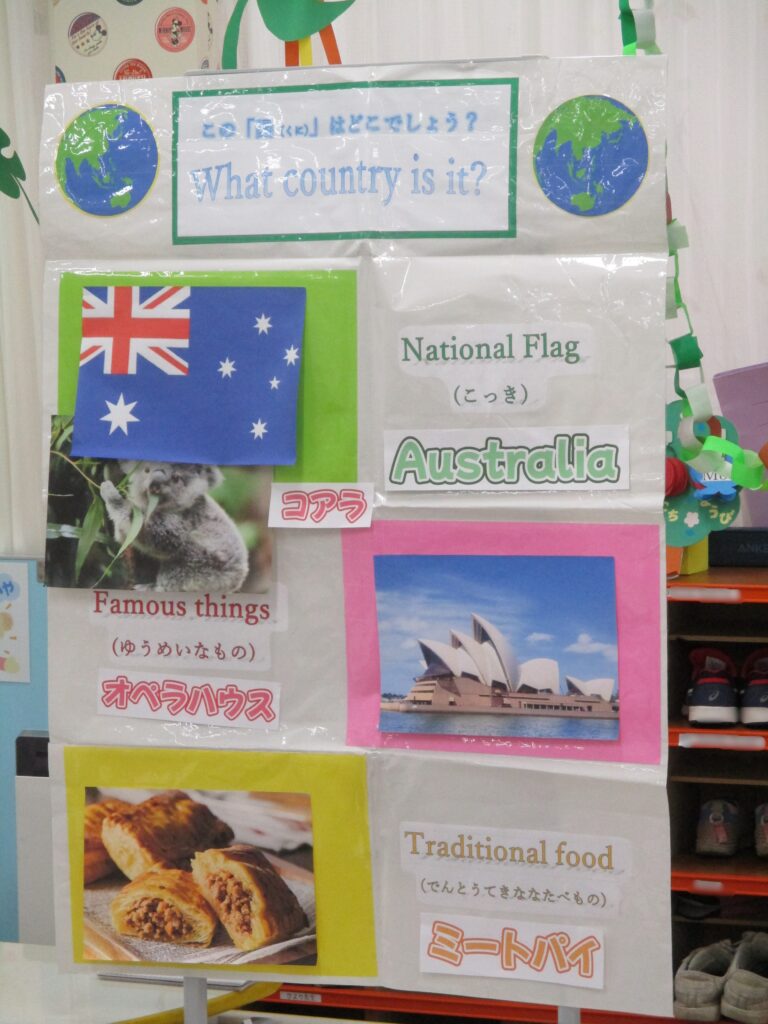 この「国(くに)」はどこでしょう？
What country is it?
National Flag
(こっき)
Australia
コアラ
Famous things
(ゆうめいなもの)
オペラハウス
Traditional food
(でんとうてきなたべもの)
ミートパイ